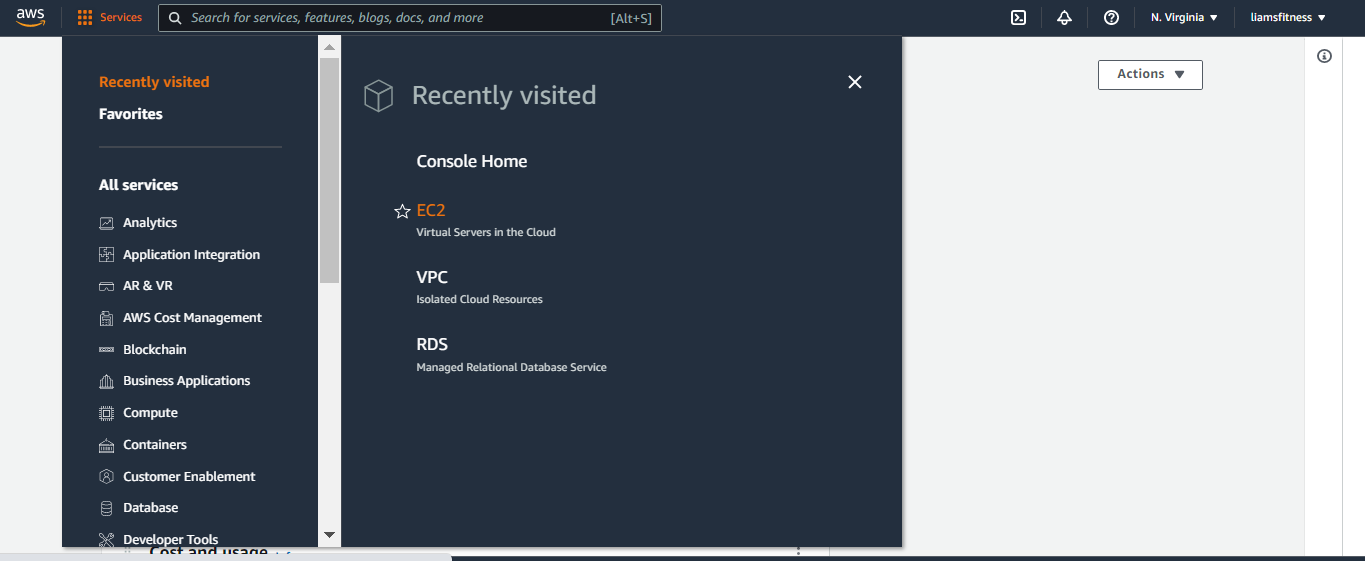 aws
Services
Search for services, features, blogs, docs, and more
[Alt+S]
N. Virginia
liamsfitness
Recently visited
Favorites
All services
Analytics
Application Integration
AR & VR
AWS Cost Management
Blockchain
Business Applications
Compute
Containers
Customer Enablement
Database
Developer Tools
Recently visited
Console Home
EC2
Virtual Servers in the Cloud
VPC
Isolated Cloud Resources
RDS
Managed Relational Database Service
Actions
Cost and usage